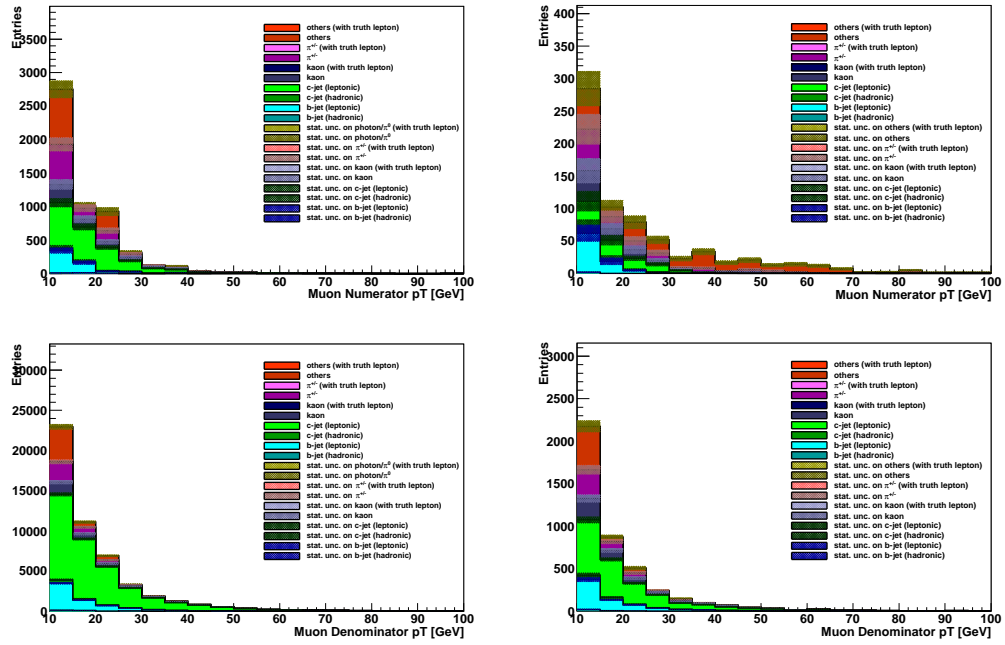 Entries
3500
3000
2500
2000
1500
1000
500
0
10 20 30 40 50 60 70 80 90 100
Muon Numerator pT [GeV]
others (with truth lepton)
others
π+/- (with truth lepton)
π+/-
kaon (with truth lepton)
kaon
c-jet (leptonic)
c-jet (hadronic)
b-jet (leptonic)
b-jet (hadronic)
stat. unc. on photon/π0 (with truth lepton)
stat. unc. on photon/π0
stat. unc. on π+/- (with truth lepton)
stat. unc. on π+/-
stat. unc. on kaon (with truth lepton)
stat. unc. on kaon
stat. unc. on c-jet (leptonic)
stat. unc. on c-jet (hadronic)
stat. unc. on b-jet (leptonic)
stat. unc. on b-jet (hadronic)
Entries
400
350
300
250
200
150
100
50
0
10 20 30 40 50 60 70 80 90 100
Muon Numerator pT [GeV]
others (with truth lepton)
others
π+/- (with truth lepton)
π+/-
kaon (with truth lepton)
kaon
c-jet (leptonic)
c-jet (hadronic)
b-jet (leptonic)
b-jet (hadronic)
stat. unc. on others (with truth lepton)
stat. unc. on others
stat. unc. on π+/- (with truth lepton)
stat. unc. on π+/-
stat. unc. on kaon (with truth lepton)
stat. unc. on kaon
stat. unc. on c-jet (leptonic)
stat. unc. on c-jet (hadronic)
stat. unc. on b-jet (leptonic)
stat. unc. on b-jet (hadronic)
Entries
30000
25000
20000
15000
10000
5000
0
10 20 30 40 50 60 70 80 90 100
Muon Denominator pT [GeV]
others (with truth lepton)
others
π+/- (with truth lepton)
π+/-
kaon (with truth lepton)
kaon
c-jet (leptonic)
c-jet (hadronic)
b-jet (leptonic)
b-jet (hadronic)
stat. unc. on photon/π0 (with truth lepton)
stat. unc. on photon/π0
stat. unc. on π+/- (with truth lepton)
stat. unc. on π+/-
stat. unc. on kaon (with truth lepton)
stat. unc. on kaon
stat. unc. on c-jet (leptonic)
stat. unc. on c-jet (hadronic)
stat. unc. on b-jet (leptonic)
stat. unc. on b-jet (hadronic)
Entries
3000
2500
2000
1500
1000
500
0
10 20 30 40 50 60 70 80 90 100
Muon Denominator pT [GeV]
others (with truth lepton)
others
π+/- (with truth lepton)
π+/-
kaon (with truth lepton)
kaon
c-jet (leptonic)
c-jet (hadronic)
b-jet (leptonic)
b-jet (hadronic)
stat. unc. on others (with truth lepton)
stat. unc. on others
stat. unc. on π+/- (with truth lepton)
stat. unc. on π+/-
stat. unc. on kaon (with truth lepton)
stat. unc. on kaon
stat. unc. on c-jet (leptonic)
stat. unc. on c-jet (hadronic)
stat. unc. on b-jet (leptonic)
stat. unc. on b-jet (hadronic)